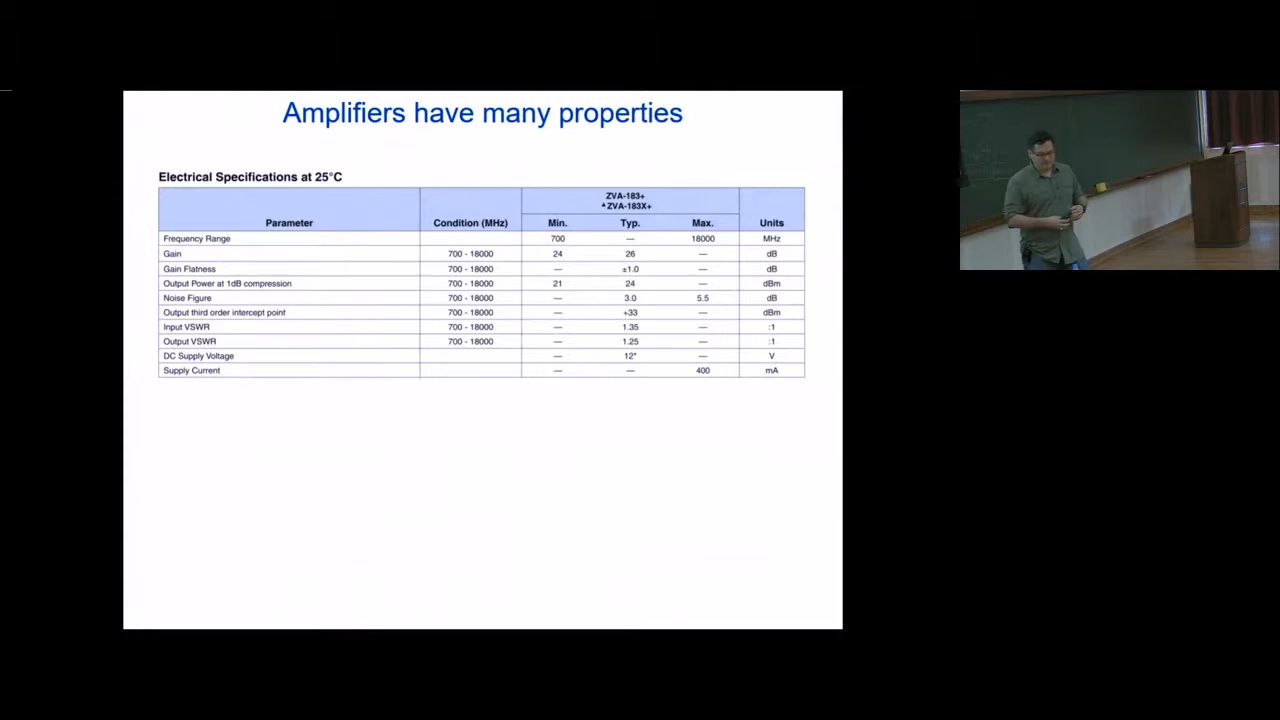 Amplifiers have many properties
Electrical Specifications at 25°C
ZVA-183+
▲ZVA-183X+
Parameter Condition (MHz) Min. Typ. Max. Units
Frequency Range 700 — 18000 MHz
Gain 700 - 18000 24 26 — dB
Gain Flatness 700 - 18000 — ±1.0 — dB
Output Power at 1dB compression 700 - 18000 21 24 — dBm
Noise Figure 700 - 18000 — 3.0 5.5 dB
Output third order intercept point 700 - 18000 — +33 — dBm
Input VSWR 700 - 18000 — 1.35 — :1
Output VSWR 700 - 18000 — 1.25 — :1
DC Supply Voltage — 12* — V
Supply Current — — 400 mA